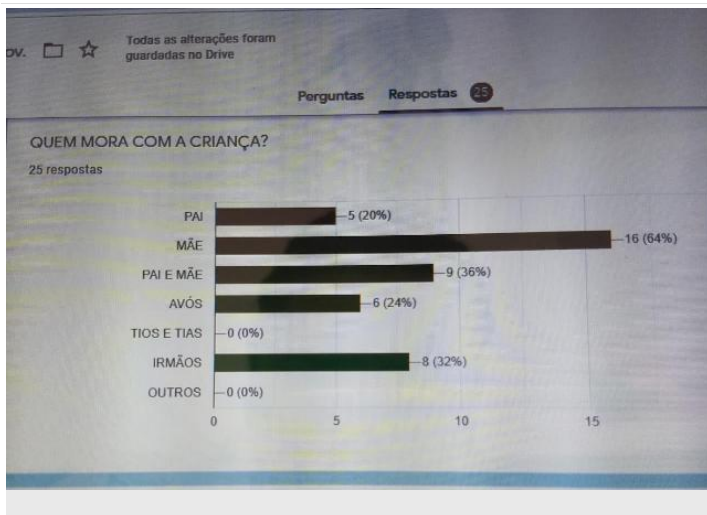 Todas as alterações foram
guardadas no Drive
Perguntas Respostas 25
QUEM MORA COM A CRIANÇA?
25 respostas
PAI 5 (20%)
MÃE 16 (64%)
PAI E MÃE 9 (36%)
AVÓS 6 (24%)
TIOS E TIAS 0 (0%)
IRMÃOS 8 (32%)
OUTROS 0 (0%)
0 5 10 15